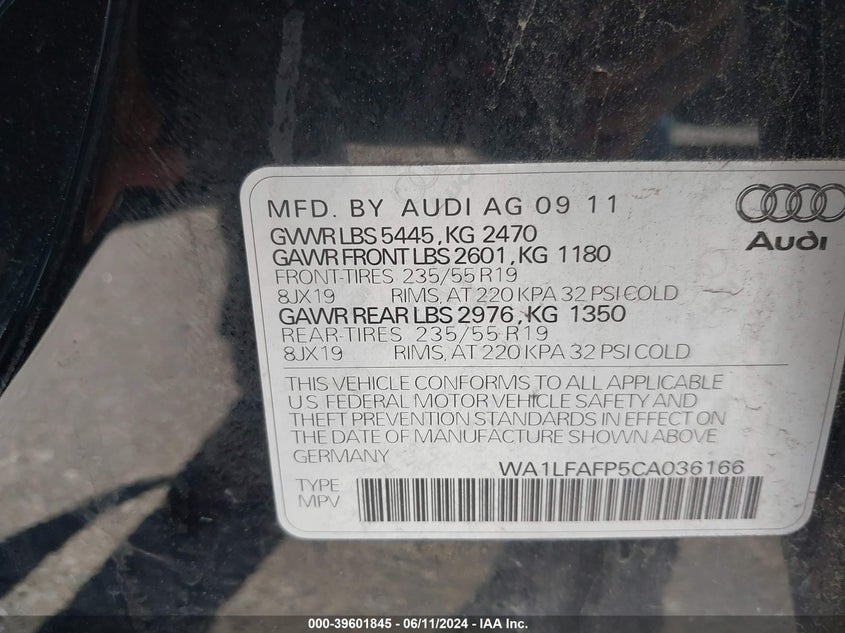 MFD. BY AUDI AG 09 11
GVWR LBS 5445, KG 2470
GAWR FRONT LBS 2601, KG 1180
FRONT-TIRES 235/55 R19
8JX19 RIMS, AT 220 KPA 32 PSI COLD
GAWR REAR LBS 2976, KG 1350
REAR-TIRES 235/55 R19
8JX19 RIMS, AT 220 KPA 32 PSI COLD
Audi
THIS VEHICLE CONFORMS TO ALL APPLICABLE
U.S. FEDERAL MOTOR VEHICLE SAFETY AND
THEFT PREVENTION STANDARDS IN EFFECT ON
THE DATE OF MANUFACTURE SHOWN ABOVE
GERMANY
WA1LFAFP5CA036166
TYPE
MPV
000-39601845 - 06/11/2024 - IAA Inc.